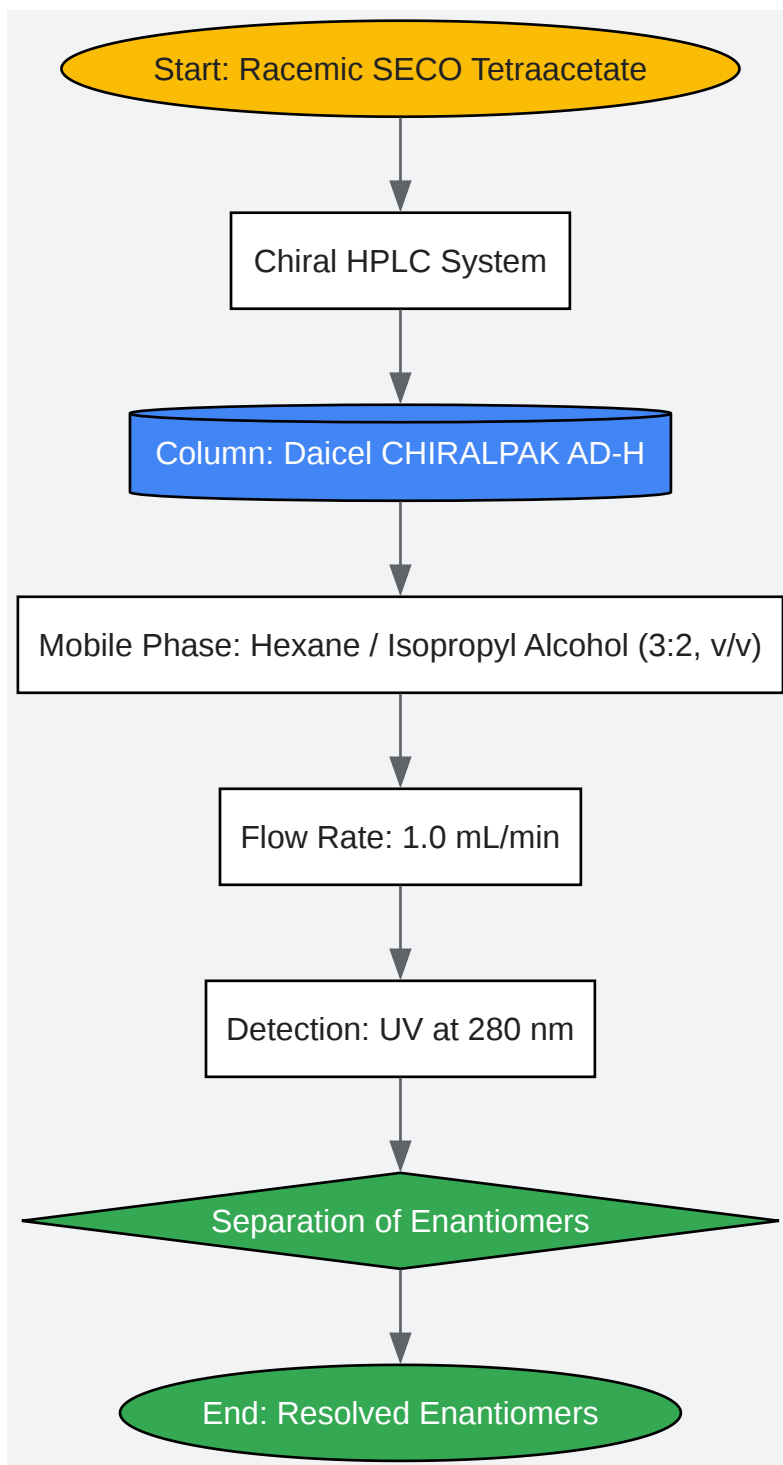 Start: Racemic SECO Tetraacetate
Chiral HPLC System
Column: Daicel CHIRALPAK AD-H
Mobile Phase: Hexane / Isopropyl Alcohol (3:2, v/v)
Flow Rate: 1.0 mL/min
Detection: UV at 280 nm
Separation of Enantiomers
End: Resolved Enantiomers